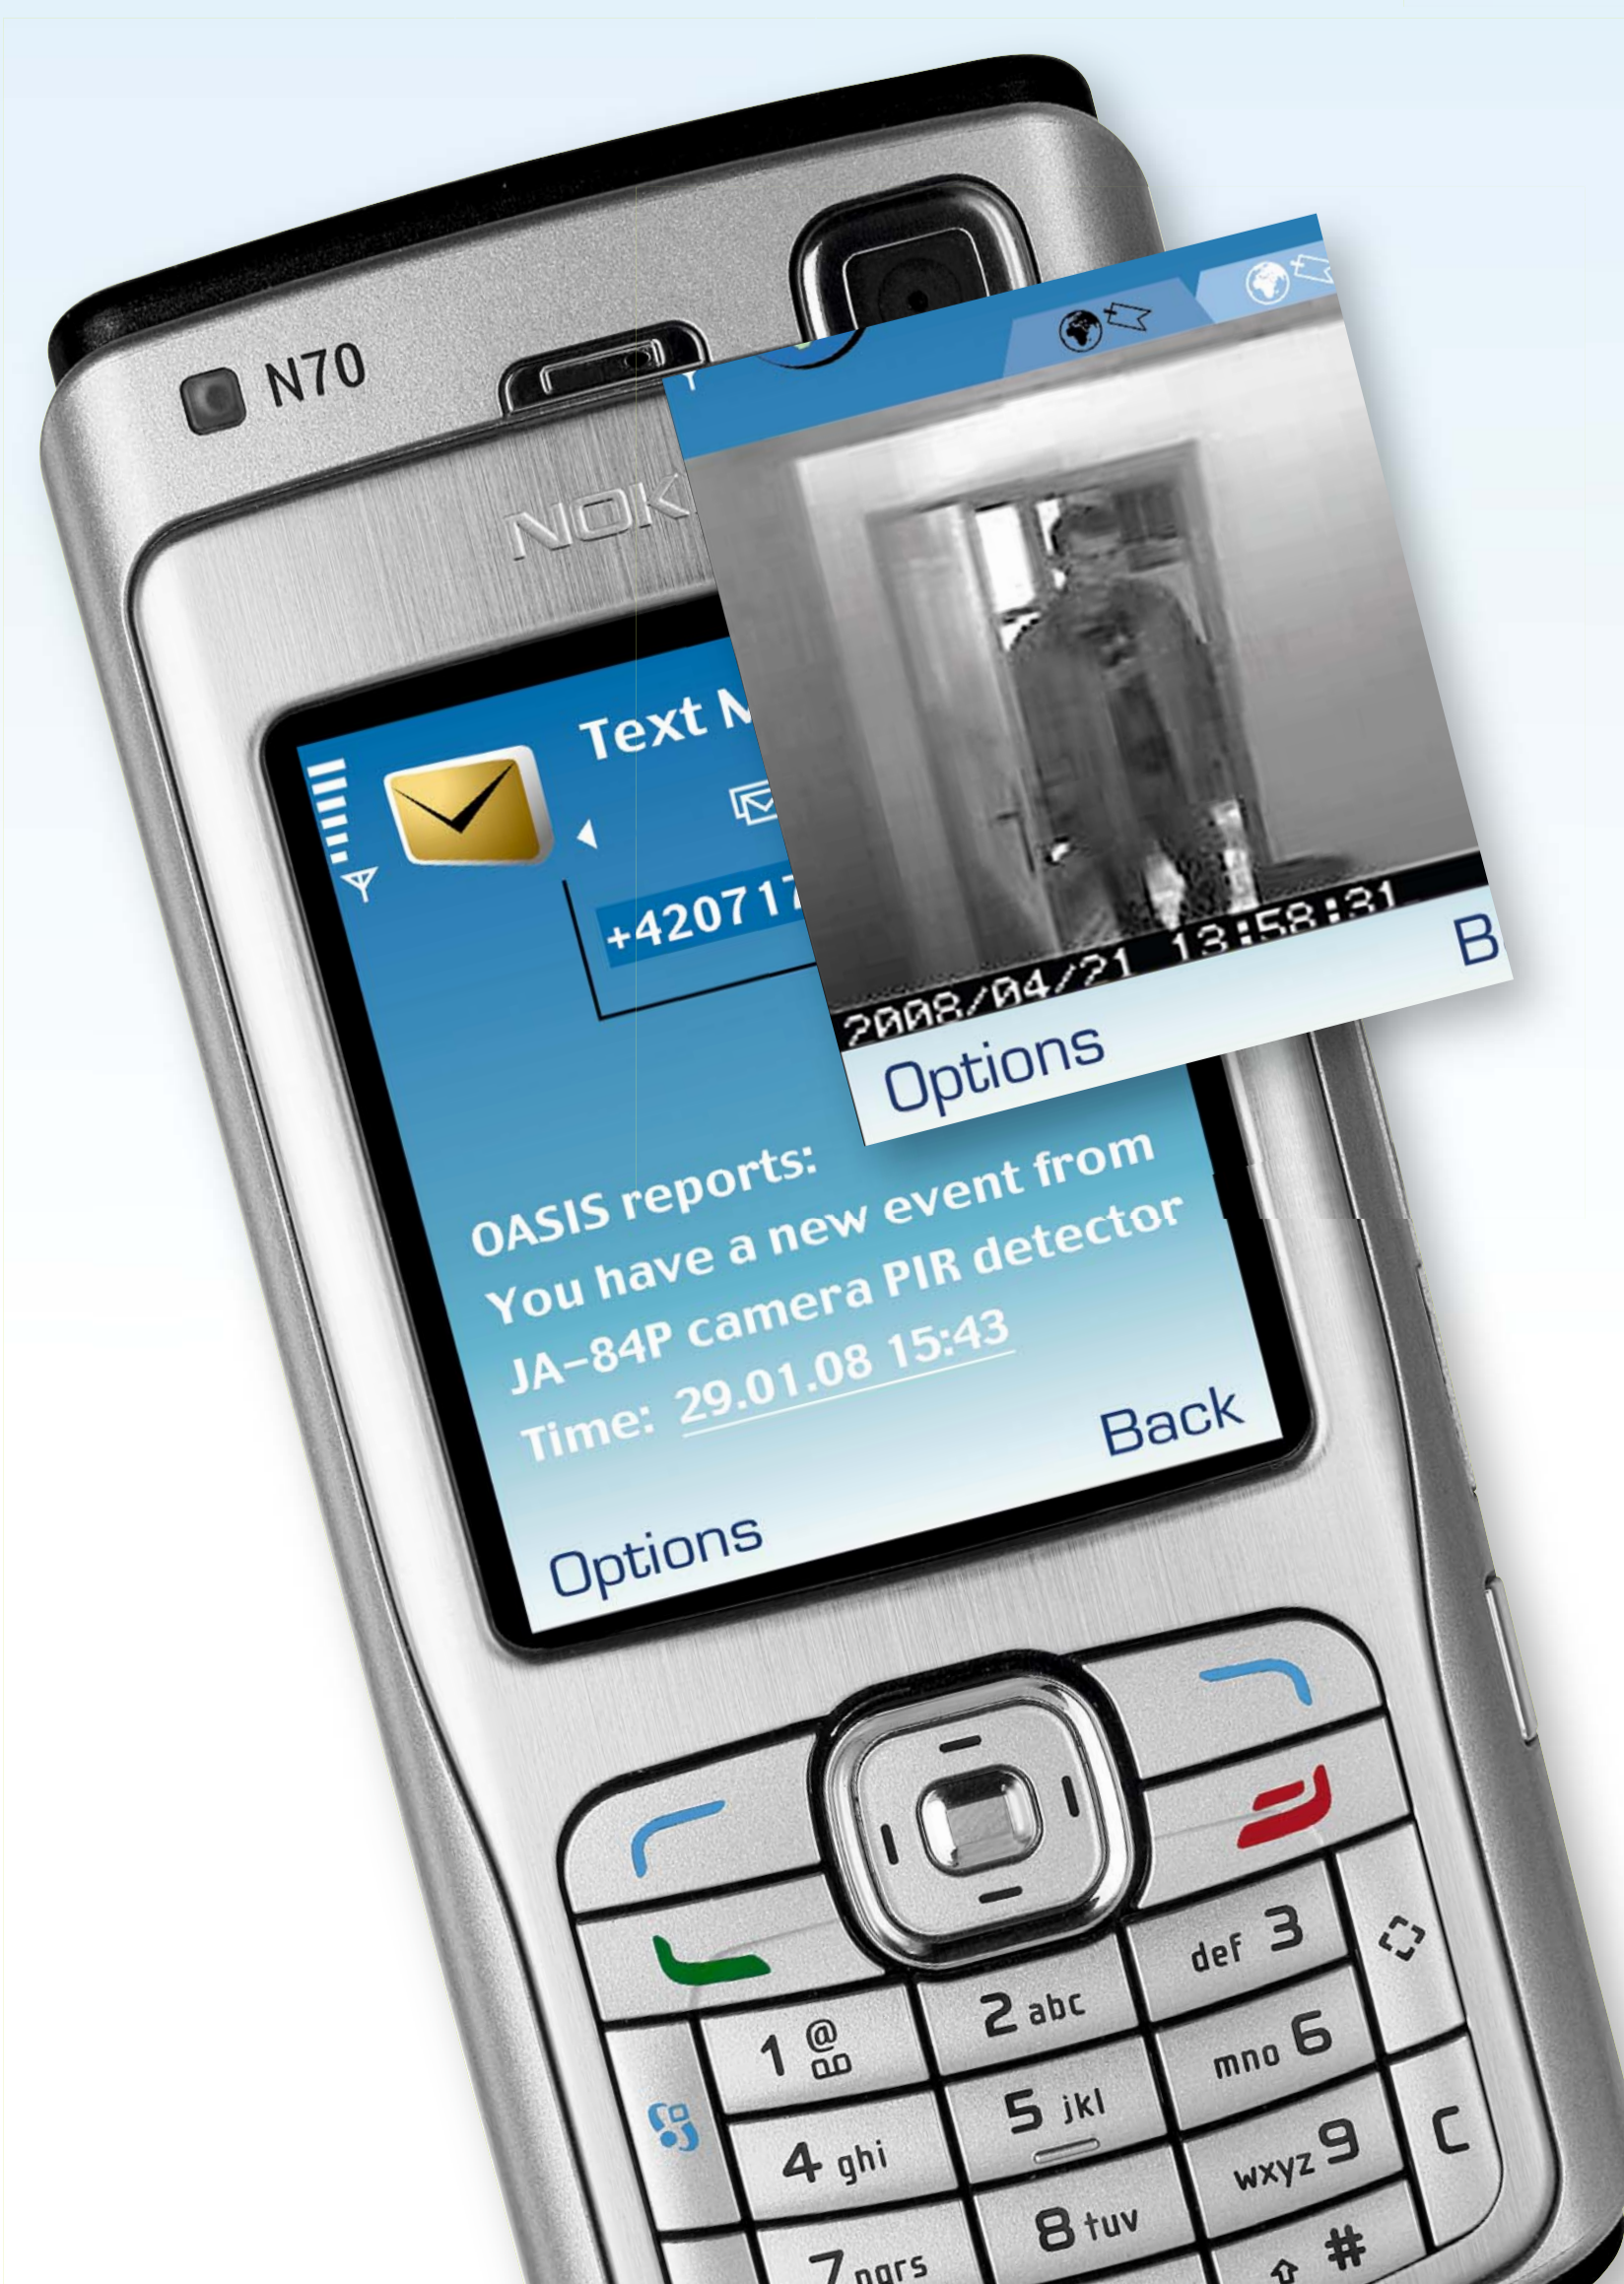 N70
NOK
Text
+420717
2008/04/21 13:58:31
Options
B
OASIS reports:
You have a new event from
JA-84P camera PIR detector
Time: 29.01.08 15:43
Options
Back
1 @
2 abc
def 3
4 ghi
5 jkl
mno 6
7 pqrs
8 tuv
wxyz 9
#
C